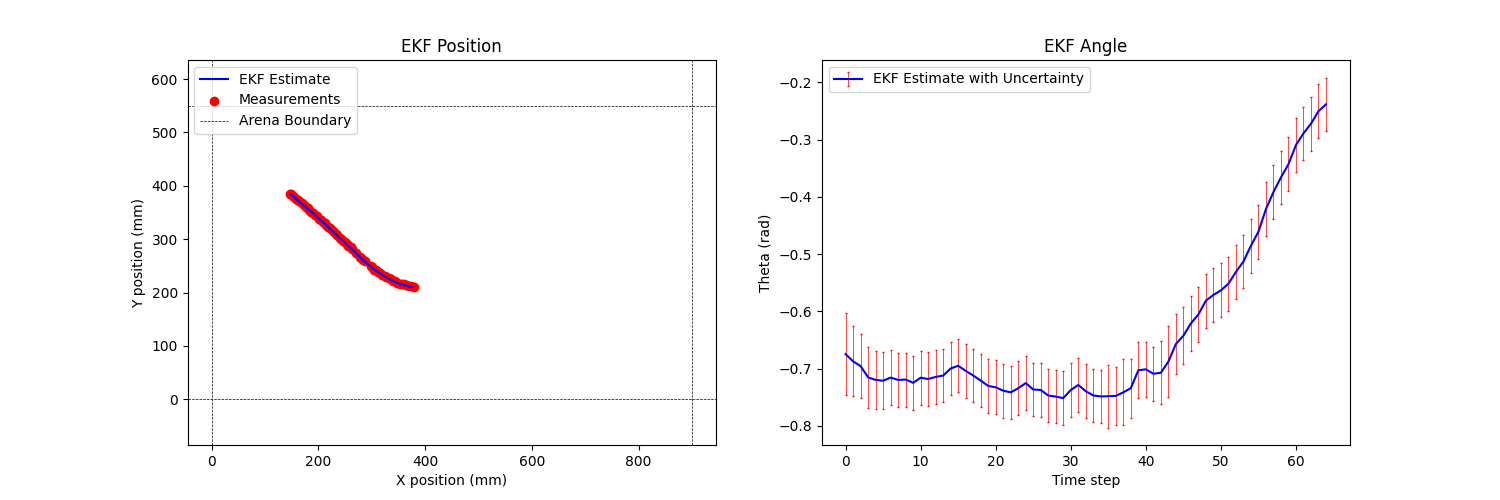 EKF Position
EKF Estimate
Measurements
Arena Boundary
600
500
400
300
200
100
0
Y position (mm)
0
200
400
600
800
X position (mm)
EKF Angle
EKF Estimate with Uncertainty
−0.2
−0.3
−0.4
−0.5
−0.6
−0.7
−0.8
Theta (rad)
0
10
20
30
40
50
60
Time step